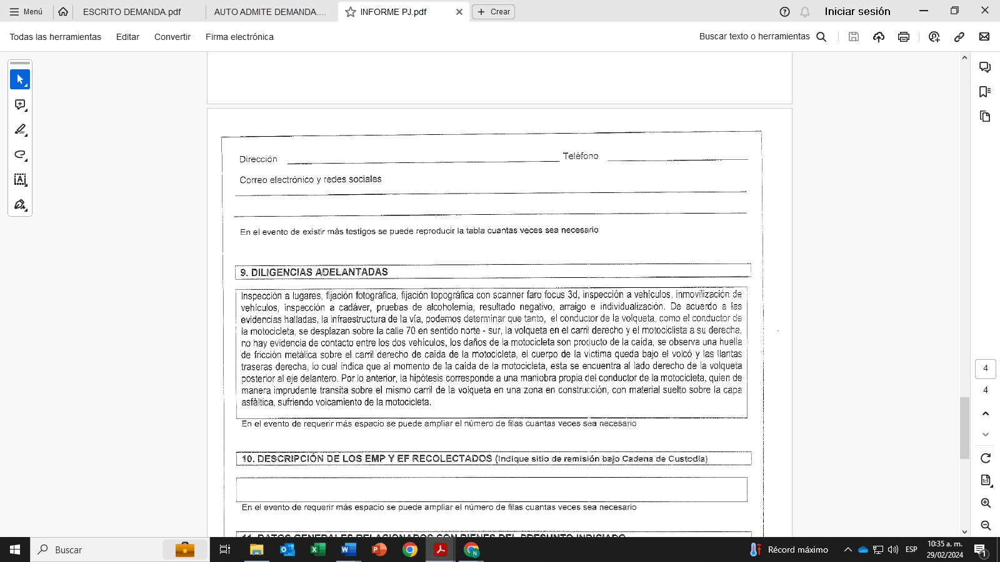 Menú
ESCRITO DEMANDA.pdf
AUTO ADMITE DEMANDA....
INFORME PJ.pdf
Crear
Iniciar sesión
Todas las herramientas
Editar
Convertir
Firma electrónica
Buscar texto o herramientas
Dirección
Teléfono
Correo electrónico y redes sociales
En el evento de existir más testigos se puede reproducir la tabla cuantas veces sea necesario
9. DILIGENCIAS ADELANTADAS
Inspección a lugares, fijación fotográfica, fijación topográfica con scanner faro focus 3d, inspección a vehículos, inmovilización de
vehículos, inspección a cadáver, pruebas de alcoholemia, resultado negativo, arraigo e individualización. De acuerdo a las
evidencias halladas, la infraestructura de la vía, podemos determinar que tanto, el conductor de la volqueta, como el conductor de
la motocicleta, se desplazan sobre la calle 70 en sentido norte - sur, la volqueta en el carril derecho y el motociclista a su derecha,
no hay evidencia de contacto entre los dos vehículos, los daños de la motocicleta son producto de la caída, se observa una huella
de fricción metálica sobre el carril derecho de caída de la motocicleta, el cuerpo de la victima queda bajo el volcó y las llantas
traseras derecha, lo cual indica que al momento de la caída de la motocicleta, esta se encuentra al lado derecho de la volqueta
posterior al eje delantero. Por lo anterior, la hipótesis corresponde a una maniobra propia del conductor de la motocicleta, quien de
manera imprudente transita sobre el mismo carril de la volqueta en una zona en construcción, con material suelto sobre la capa
asfáltica, sufriendo volcamiento de la motocicleta.
En el evento de requerir más espacio se puede ampliar el número de filas cuantas veces sea necesario
10. DESCRIPCIÓN DE LOS EMP Y EF RECOLECTADOS (Indique sitio de remisión bajo Cadena de Custodia)
En el evento de requerir más espacio se puede ampliar el número de filas cuantas veces sea necesario
11. DATOS GENERALES RELACIONADOS CON BIENES DEL PRESUNTO INDICIADO
4
4
Buscar
Récord máximo
ESP
10:35 a. m.
29/02/2024
1